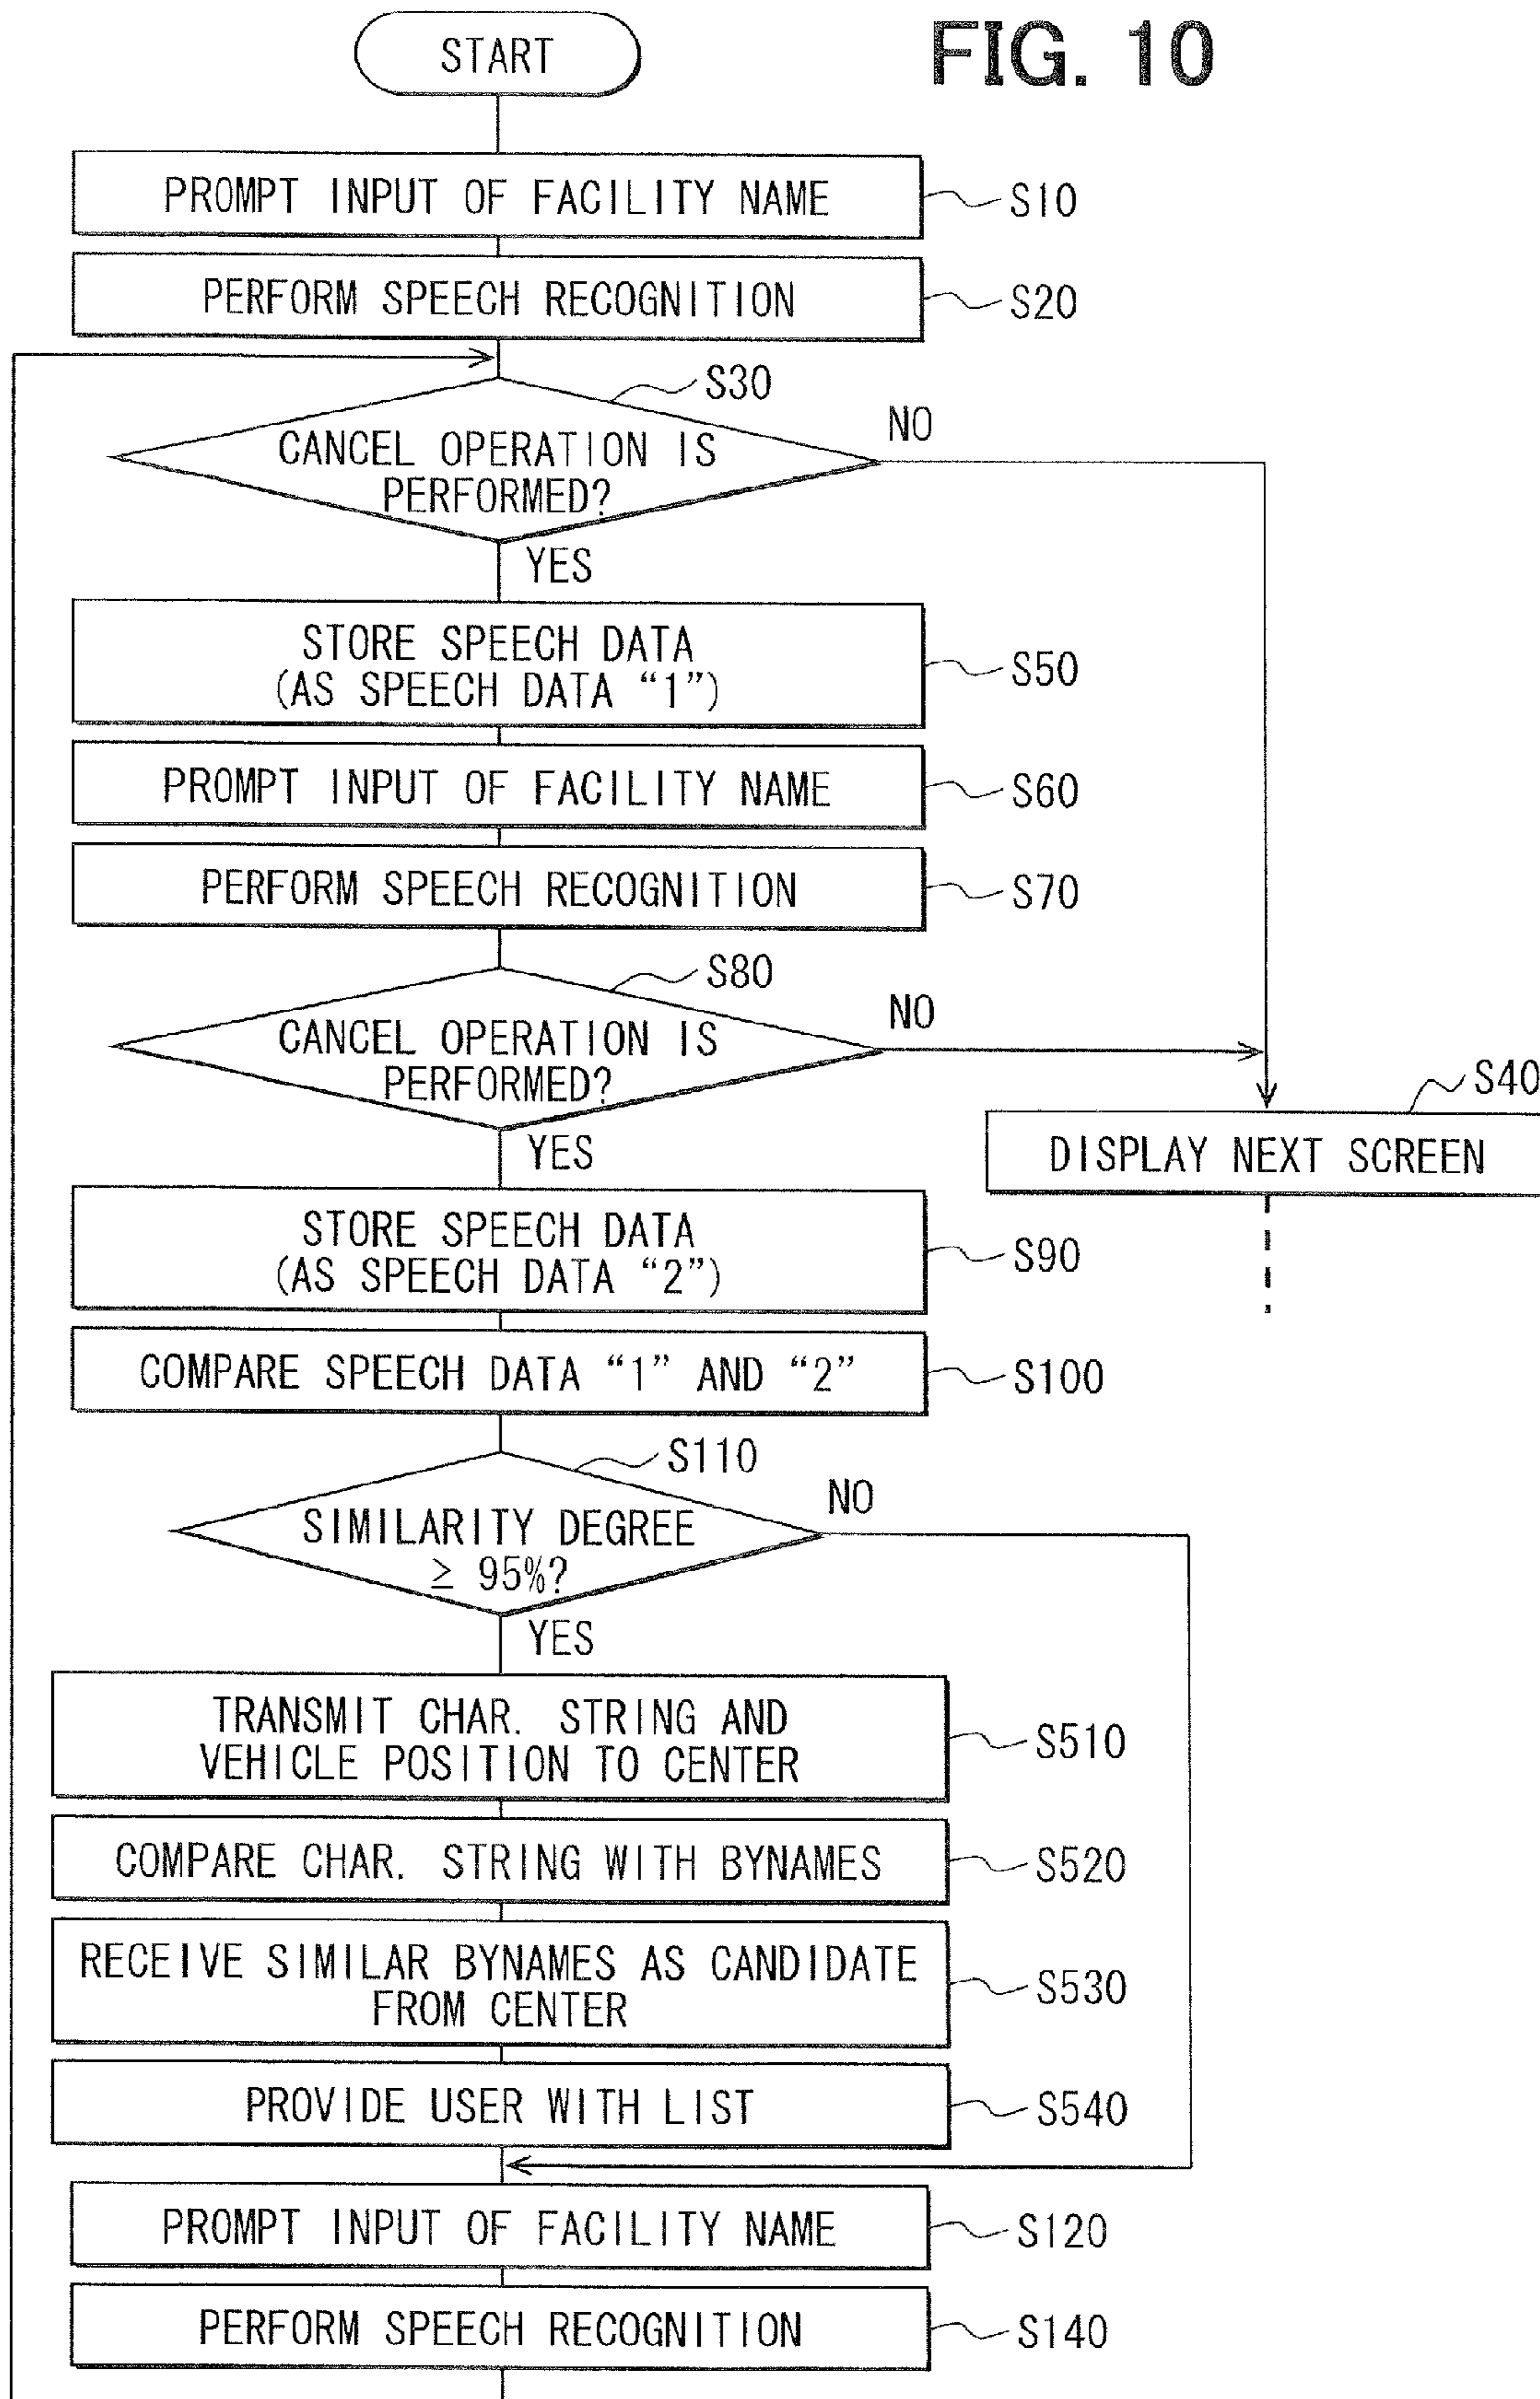 FIG. 10
START
PROMPT INPUT OF FACILITY NAME
S10
PERFORM SPEECH RECOGNITION
S20
S30
CANCEL OPERATION IS
PERFORMED?
NO
YES
STORE SPEECH DATA
(AS SPEECH DATA “1”)
S50
PROMPT INPUT OF FACILITY NAME
S60
PERFORM SPEECH RECOGNITION
S70
S80
CANCEL OPERATION IS
PERFORMED?
NO
YES
S40
DISPLAY NEXT SCREEN
STORE SPEECH DATA
(AS SPEECH DATA “2”)
S90
COMPARE SPEECH DATA “1” AND “2”
S100
S110
SIMILARITY DEGREE
≥ 95%?
NO
YES
TRANSMIT CHAR. STRING AND
VEHICLE POSITION TO CENTER
S510
COMPARE CHAR. STRING WITH BYNAMES
S520
RECEIVE SIMILAR BYNAMES AS CANDIDATE
FROM CENTER
S530
PROVIDE USER WITH LIST
S540
PROMPT INPUT OF FACILITY NAME
S120
PERFORM SPEECH RECOGNITION
S140